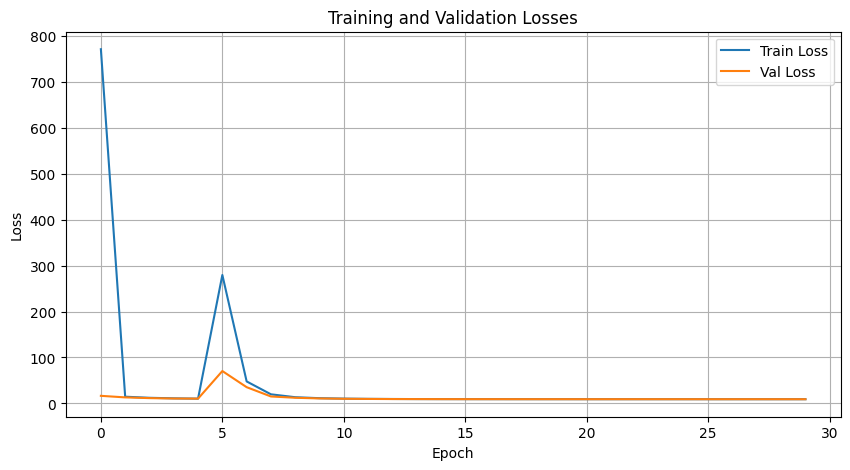 Training and Validation Losses
Train Loss
Val Loss
800
700
600
500
400
300
200
100
0
Loss
0 5 10 15 20 25 30
Epoch